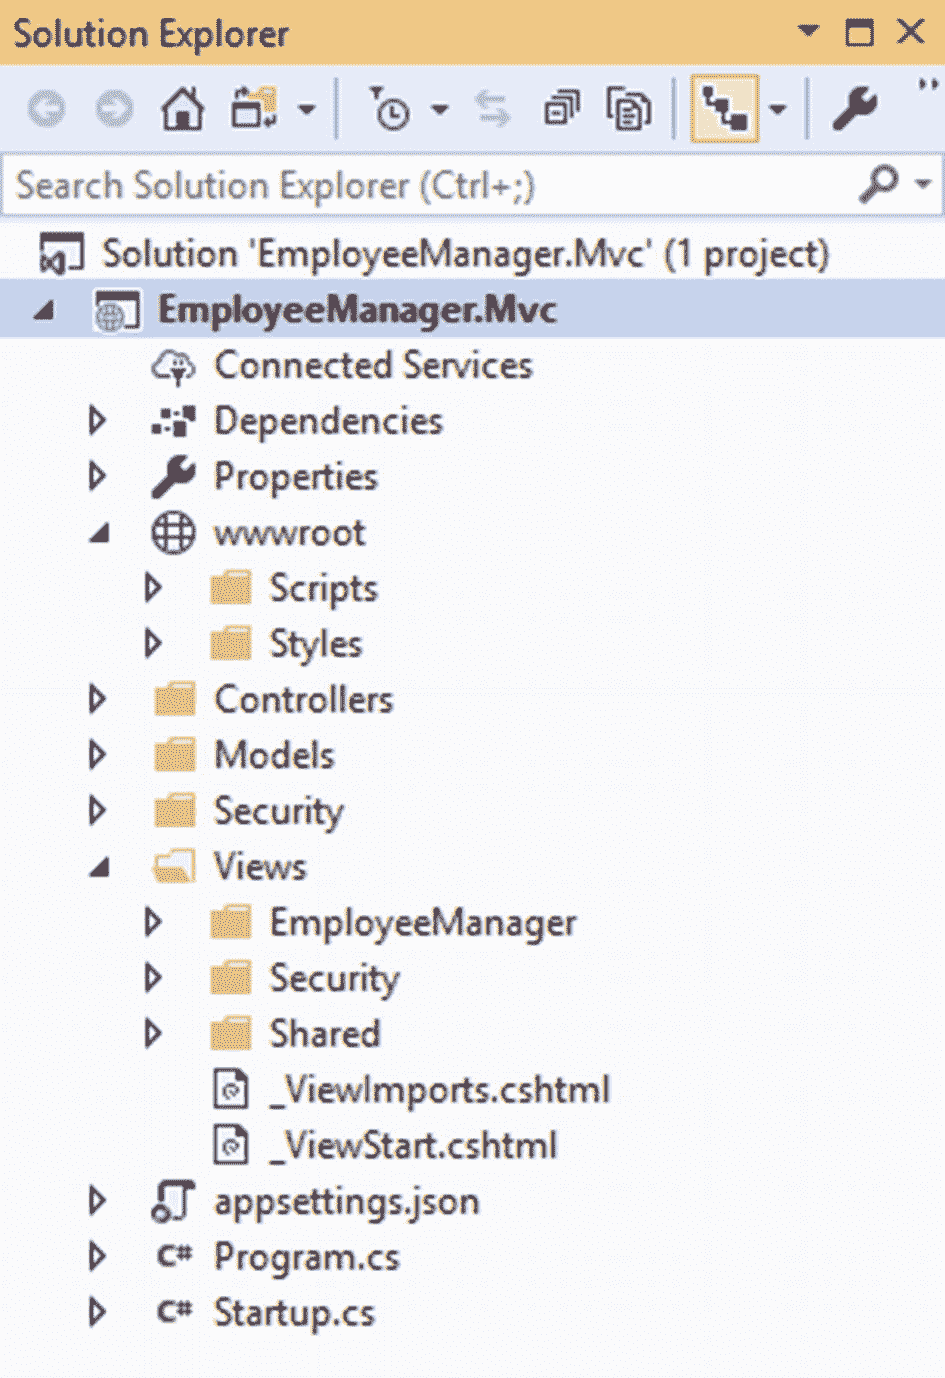 Solution Explorer
Search Solution Explorer (Ctrl+;)
Solution 'EmployeeManager.Mvc' (1 project)
EmployeeManager.Mvc
Connected Services
Dependencies
Properties
wwwroot
Scripts
Styles
Controllers
Models
Security
Views
EmployeeManager
Security
Shared
_ViewImports.cshtml
_ViewStart.cshtml
appsettings.json
C# Program.cs
C# Startup.cs